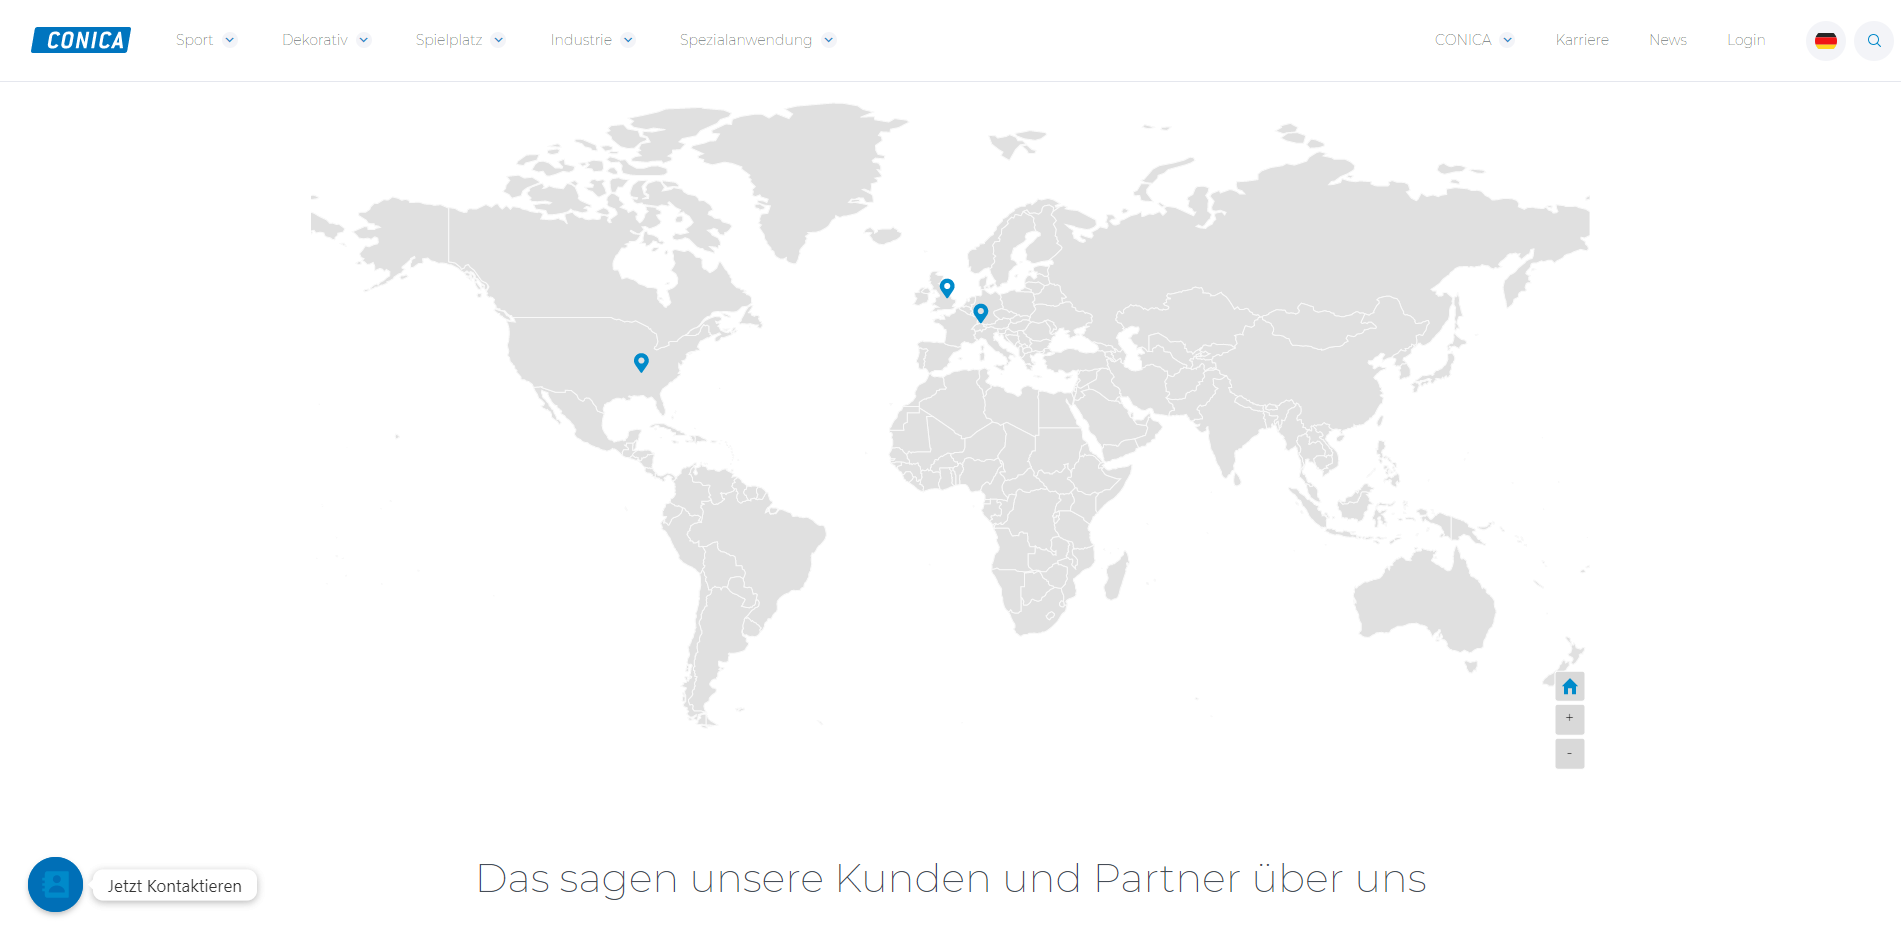 CONICA
Sport
Dekorativ
Spielplatz
Industrie
Spezialanwendung
CONICA
Karriere
News
Login
+
-
Das sagen unsere Kunden und Partner über uns
Jetzt Kontaktieren